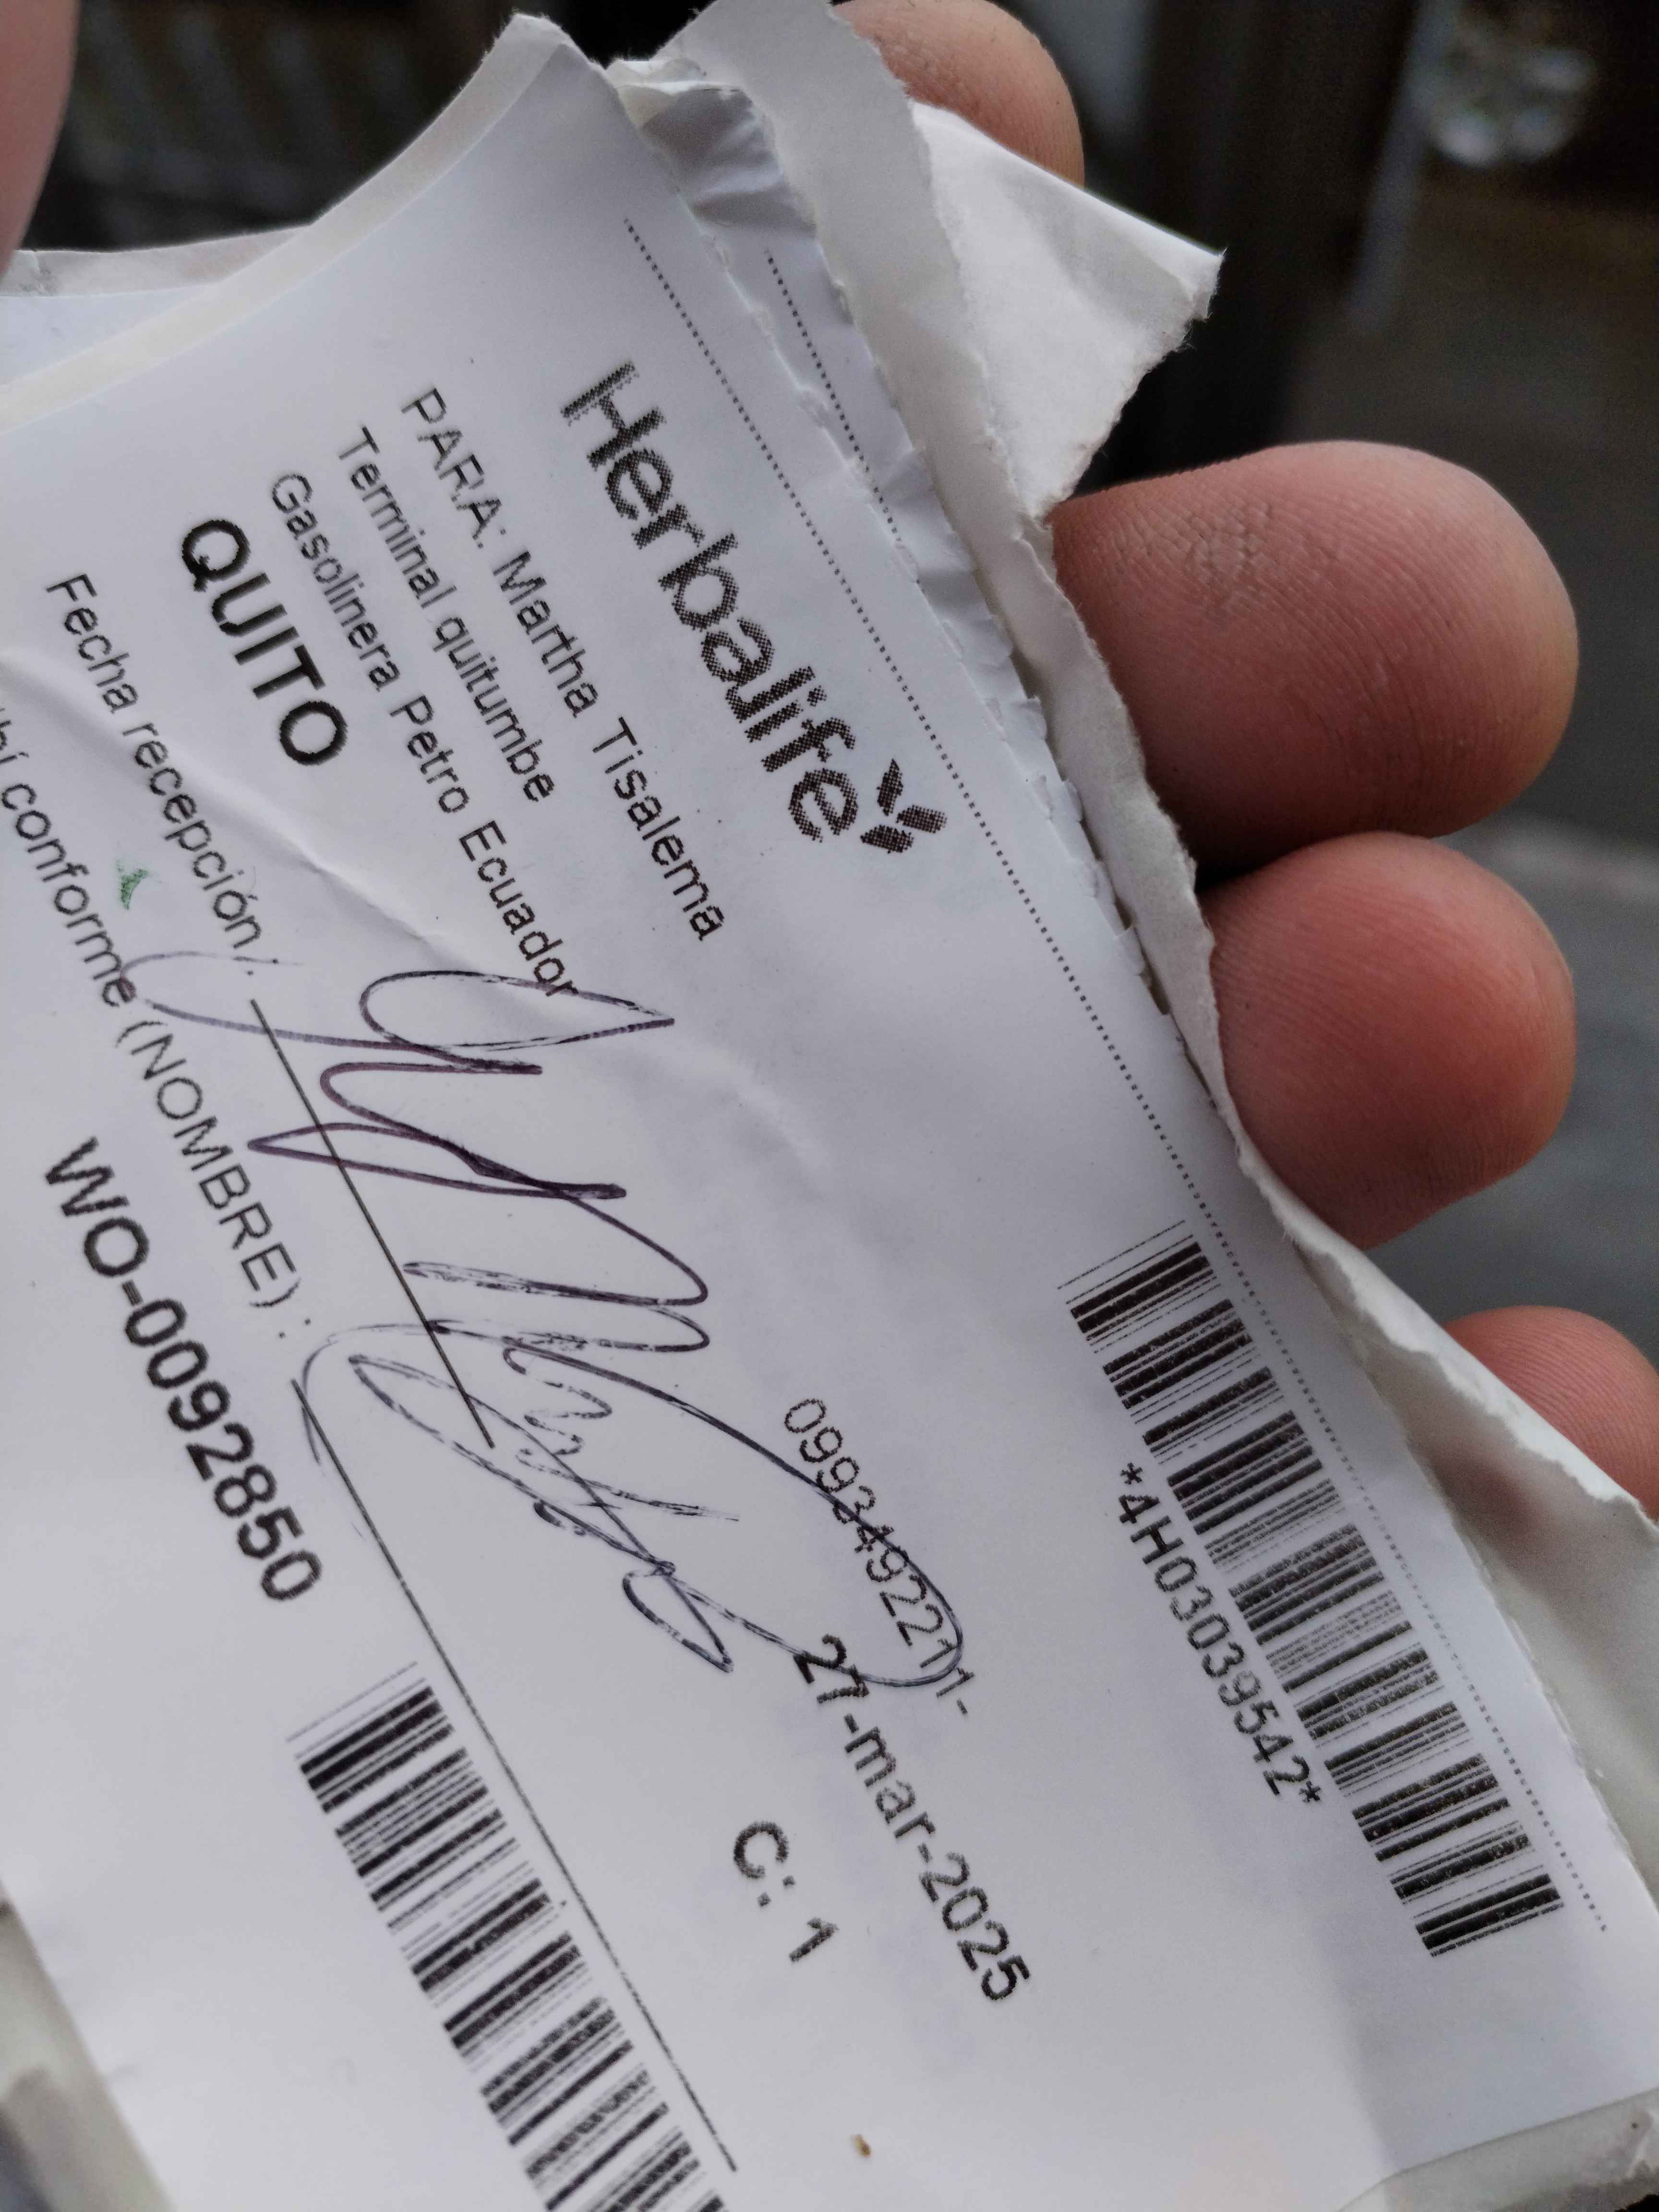 Herbalife
*4H03039542*
PARA: Martha Tisalema
Terminal quitumbe
Gasolinera Petro Ecuador
0993492211-
QUITO
27-mar-2025
Fecha recepción :
C: 1
conforme (NOMBRE) :
WO-0092850